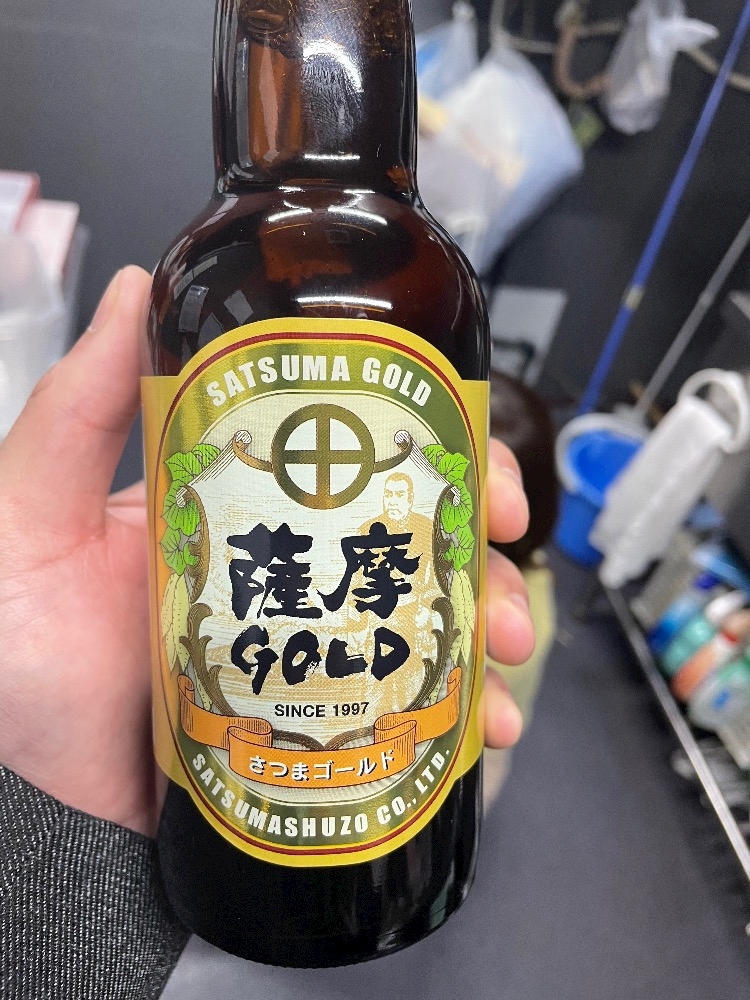 SATSUMA GOLD
薩摩
GOLD
SINCE 1997
さつまゴールド
SATSUMASHUZO CO., LTD.